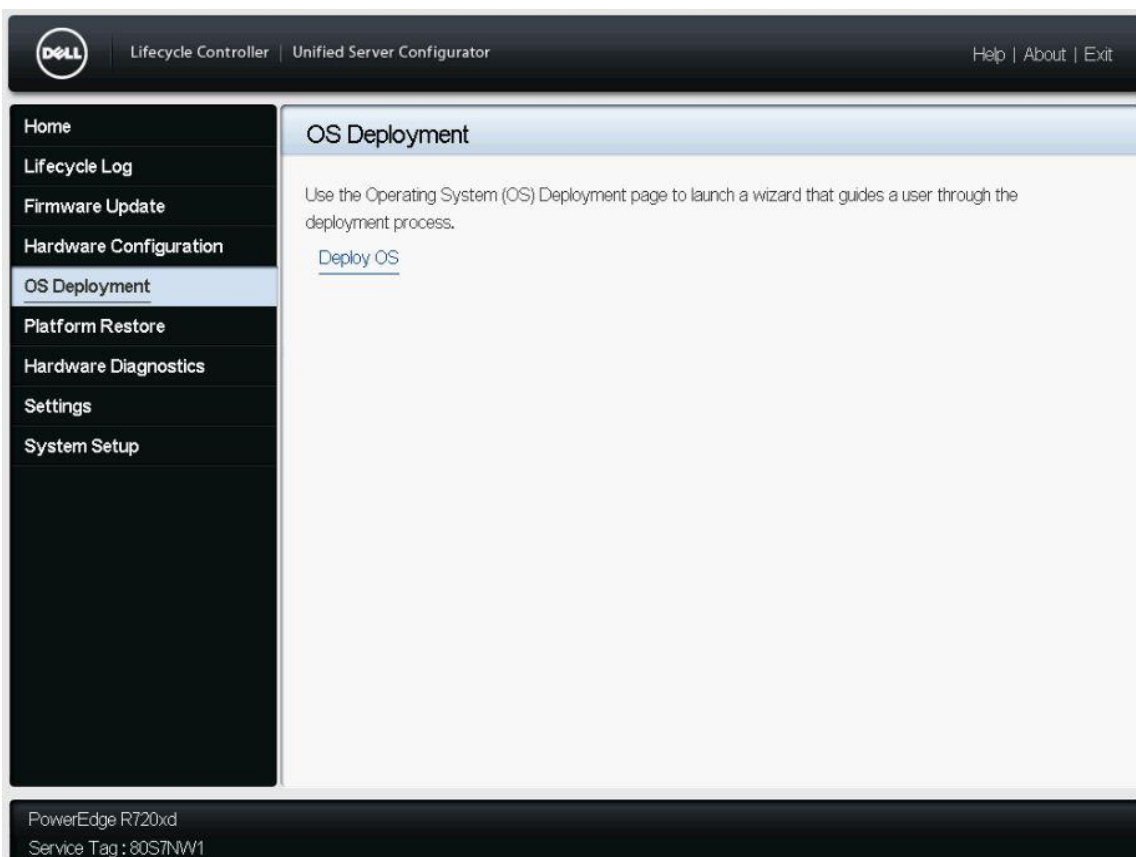 DELL
Lifecycle Controller | Unified Server Configurator
Help | About | Exit
Home
Lifecycle Log
Firmware Update
Hardware Configuration
OS Deployment
Platform Restore
Hardware Diagnostics
Settings
System Setup
OS Deployment
Use the Operating System (OS) Deployment page to launch a wizard that guides a user through the
deployment process.
Deploy OS
PowerEdge R720xd
Service Tag : 80S7NW1